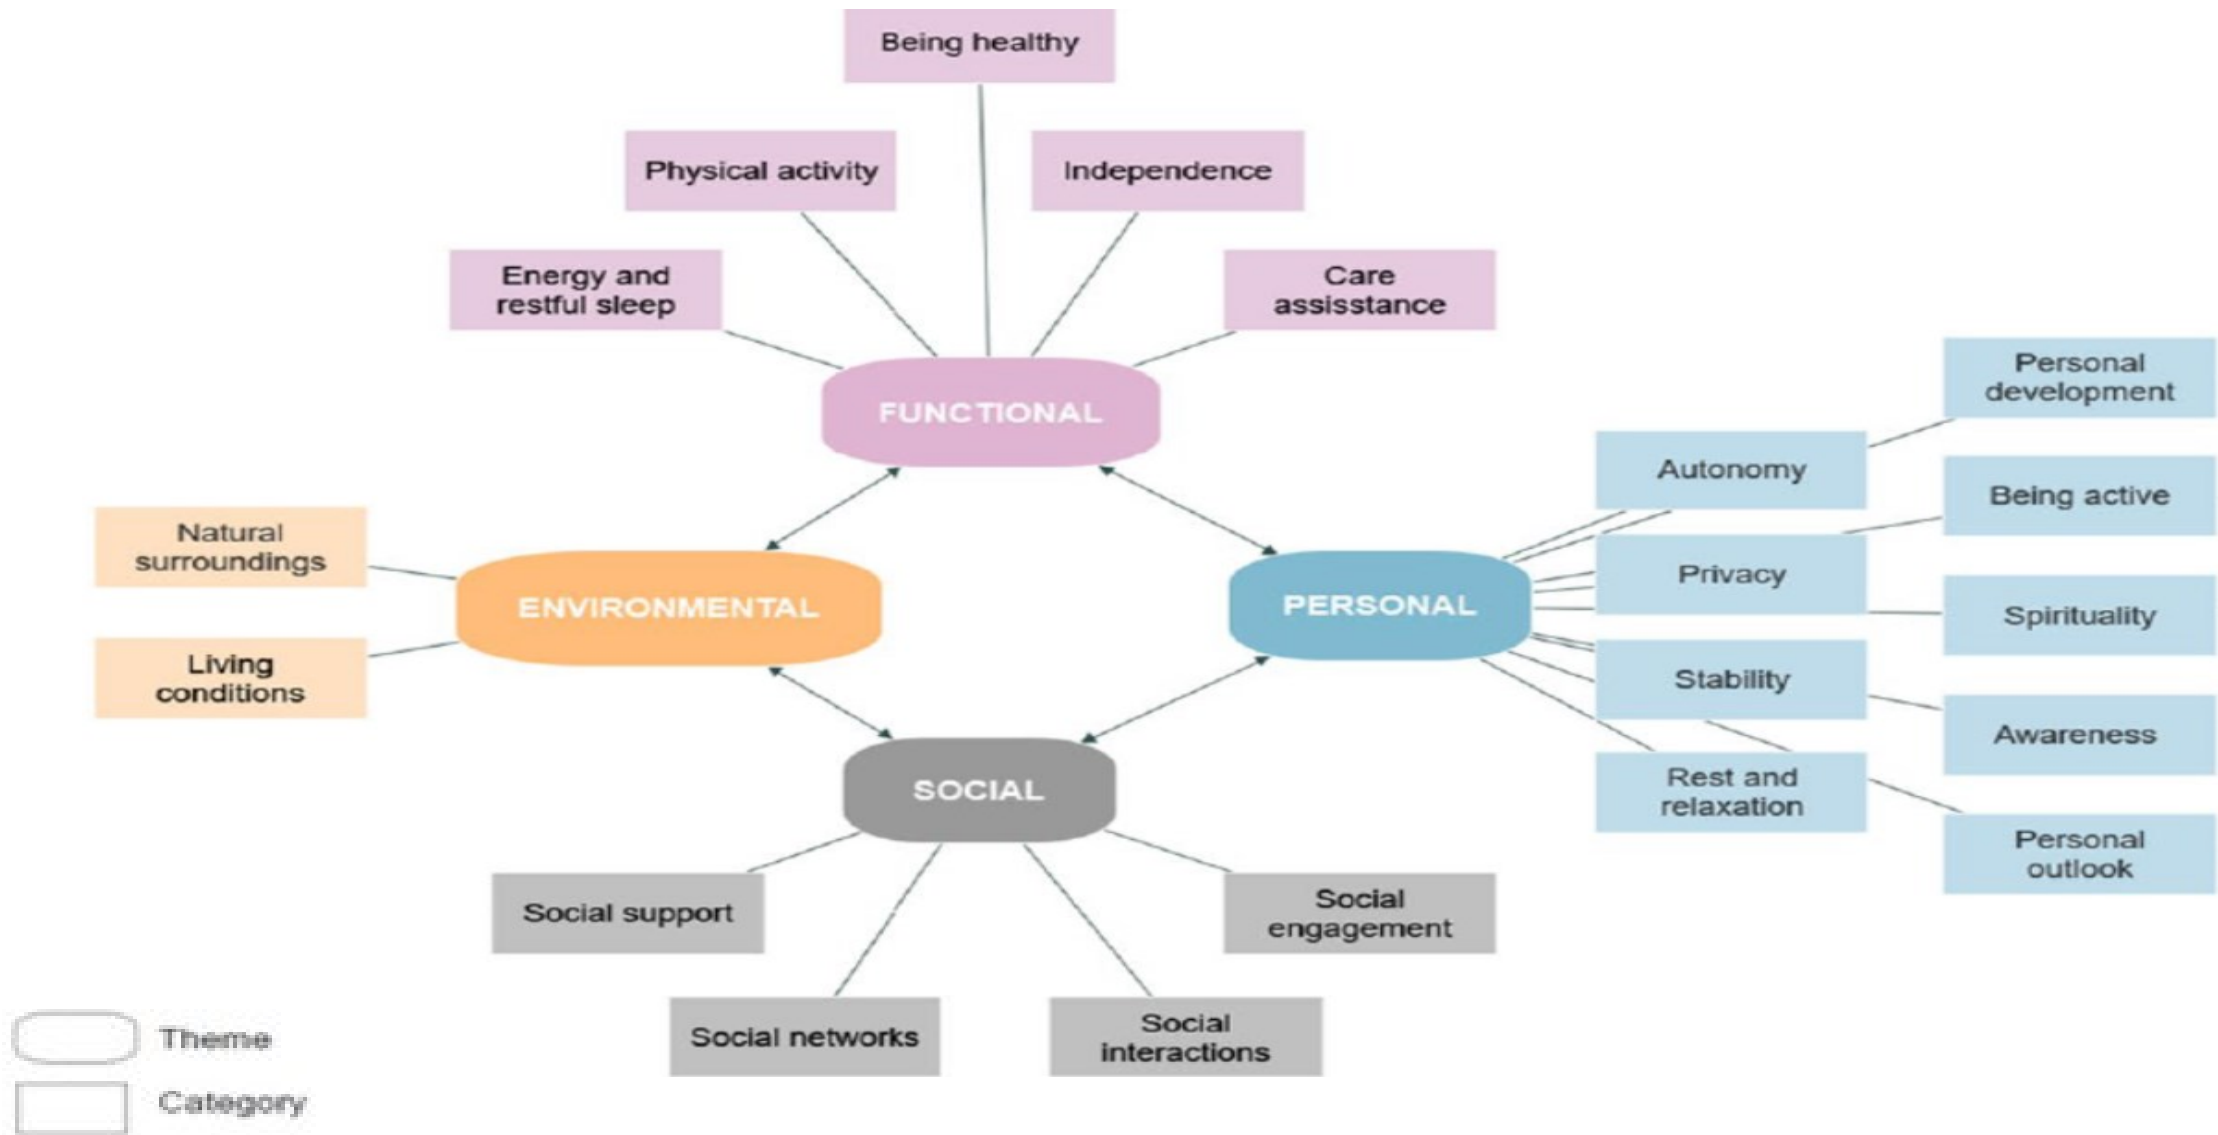 Being healthy
Physical activity
Independence
Energy and
restful sleep
Care
assisstance
FUNCTIONAL
Personal
development
Autonomy
Being active
Natural
surroundings
Privacy
ENVIRONMENTAL
PERSONAL
Spirituality
Living
conditions
Stability
Awareness
SOCIAL
Rest and
relaxation
Personal
outlook
Social support
Social
engagement
Social networks
Social
interactions
Theme
Category